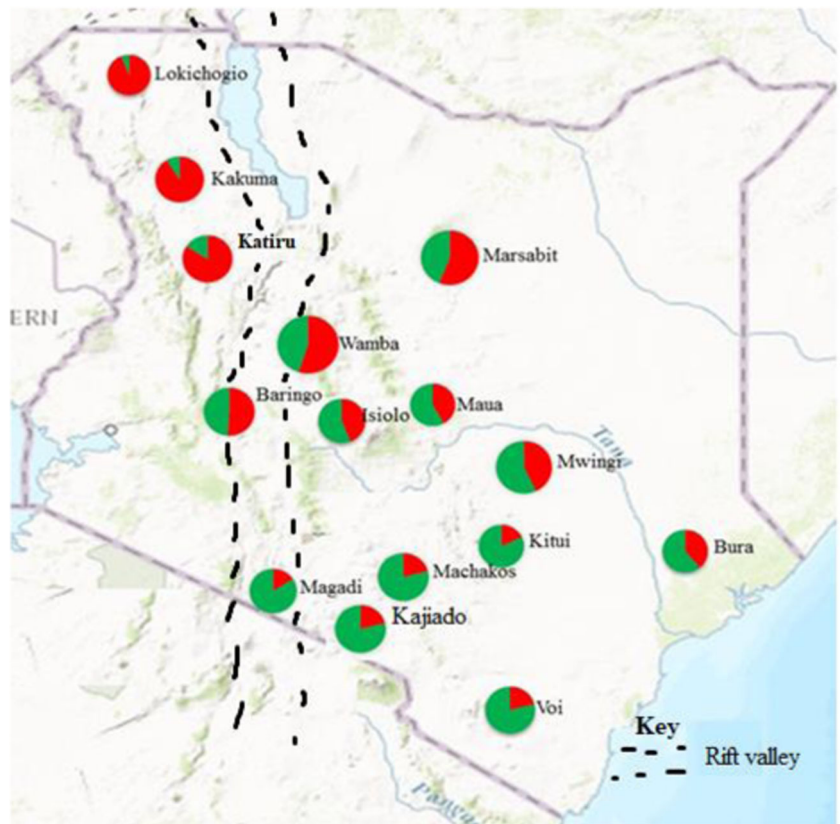 Lokichogio
Kakuma
Katiru
Marsabit
ERN
Wamba
Baringo
Isiolo
Maua
Tana
Mwingi
Kitui
Bura
Machakos
Magadi
Kajiado
Voi
Key
Rift valley